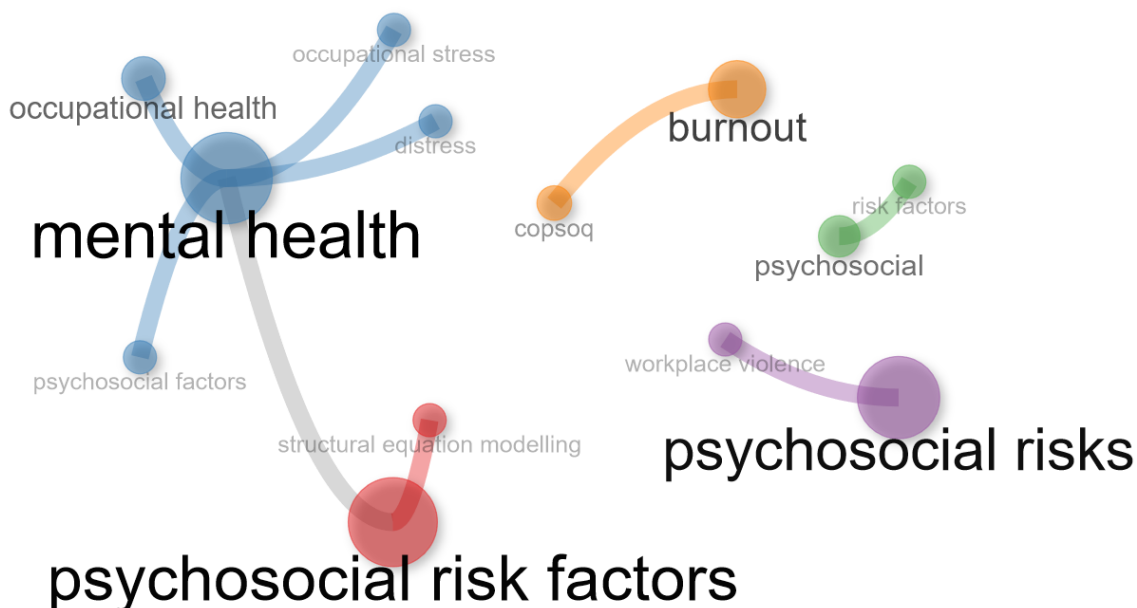 occupational stress
occupational health
distress
mental health
psychosocial factors
structural equation modelling
psychosocial risk factors
burnout
copsoq
risk factors
psychosocial
workplace violence
psychosocial risks